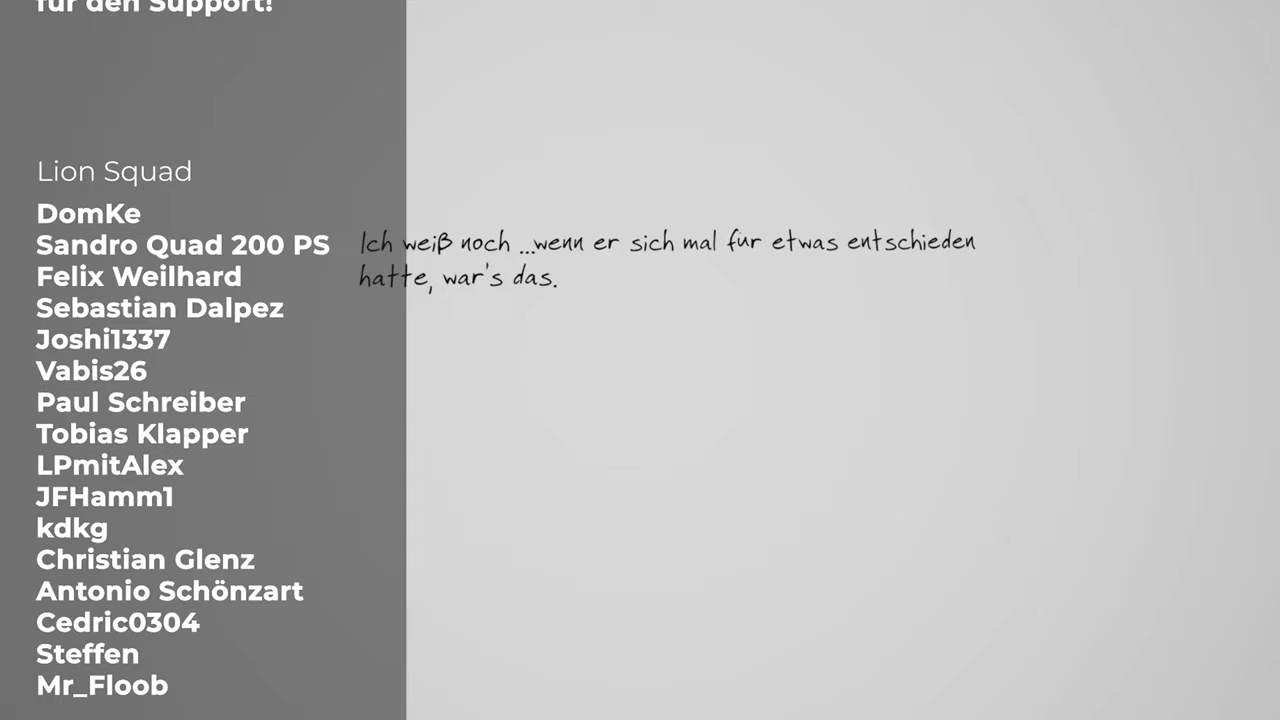 für den Support!
Lion Squad
DomKe
Sandro Quad 200 PS
Felix Weilhard
Sebastian Dalpez
Joshi1337
Vabis26
Paul Schreiber
Tobias Klapper
LPmitAlex
JFHamm1
kdkg
Christian Glenz
Antonio Schönzart
Cedric0304
Steffen
Mr_Floob
Ich weiß noch ...wenn er sich mal fur etwas entschieden
hatte, war's das.